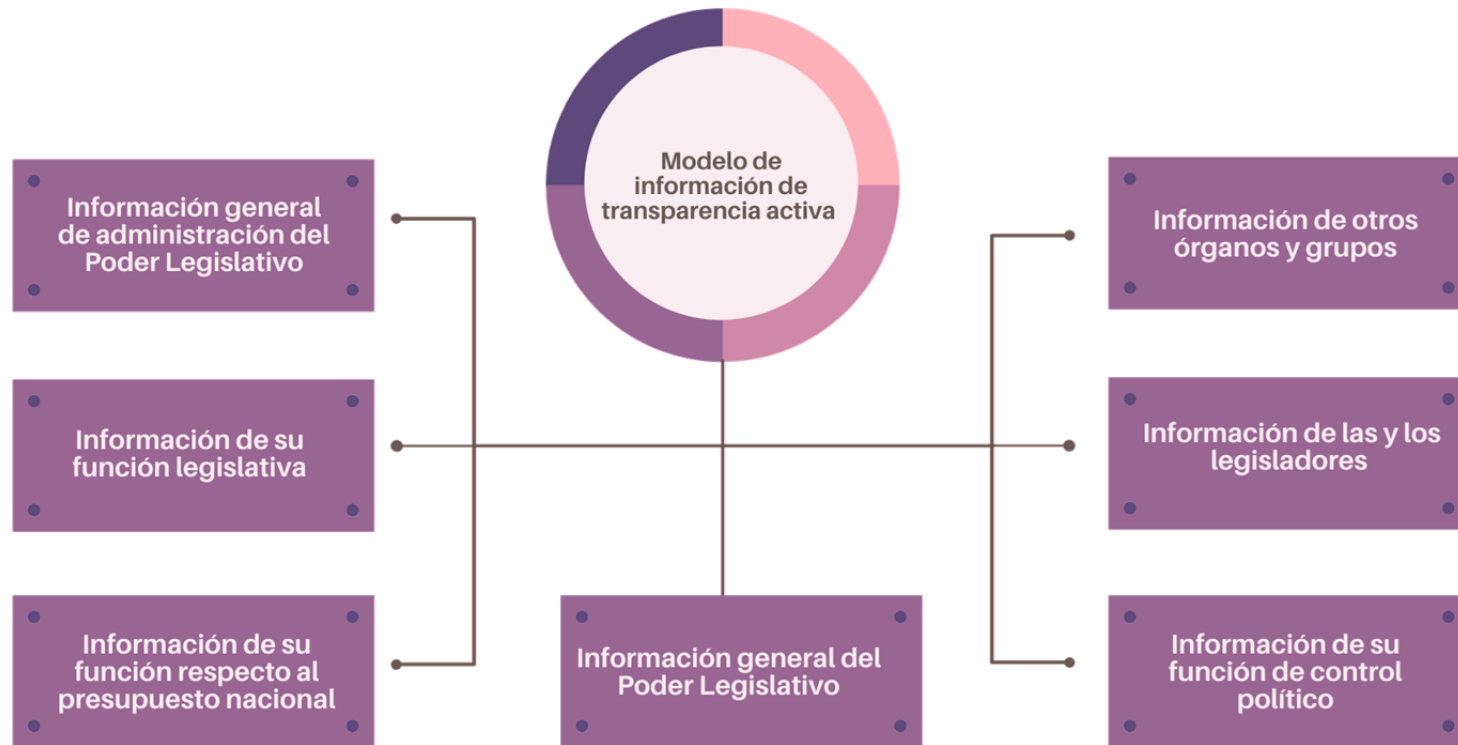 Modelo de
información de
transparencia activa
Información general
de administración del
Poder Legislativo
Información de su
función legislativa
Información de su
función respecto al
presupuesto nacional
Información general del
Poder Legislativo
Información de otros
órganos y grupos
Información de las y los
legisladores
Información de su
función de control
político